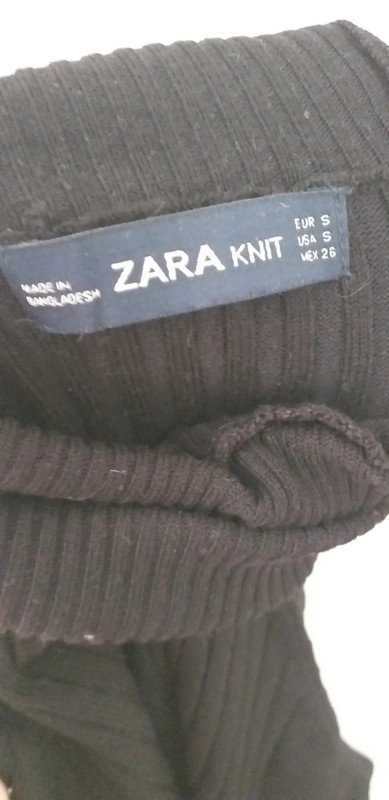 MADE IN
BANGLADESH
ZARA KNIT
EUR S
USA S
MEX 26